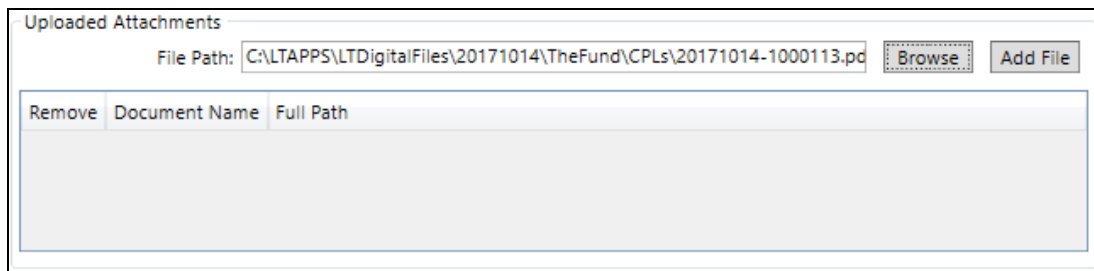 Uploaded Attachments
File Path: C:\LTAPPS\LTDigitalFiles\20171014\TheFund\CPLs\20171014-1000113.pd Browse Add File
Remove Document Name Full Path